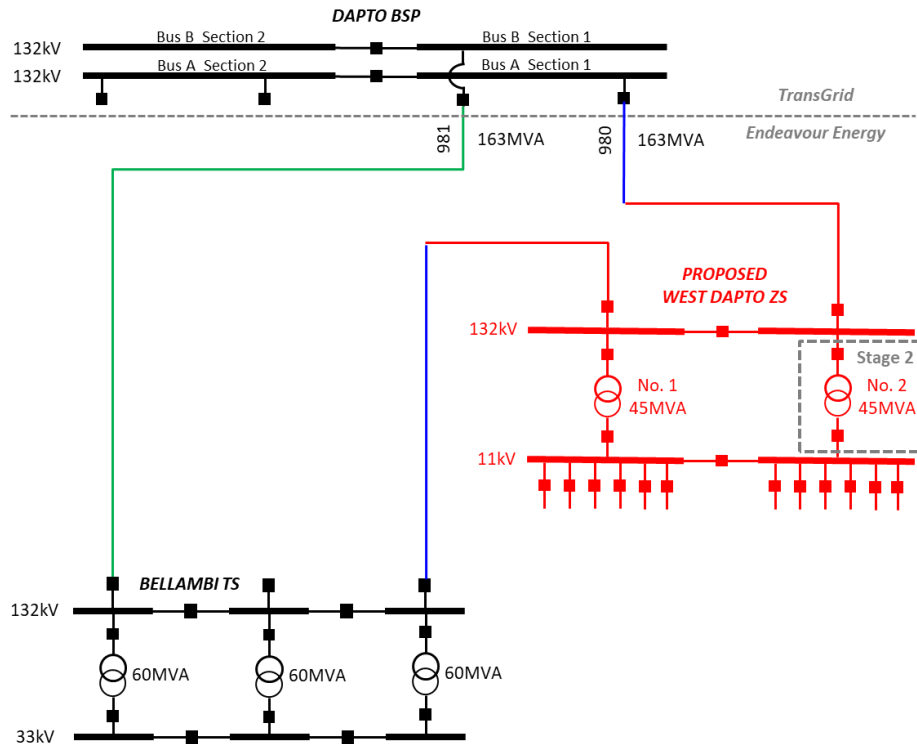 DAPTO BSP
132kV
Bus B Section 2
Bus B Section 1
132kV
Bus A Section 2
Bus A Section 1
TransGrid
Endeavour Energy
981
163MVA
980
163MVA
PROPOSED
WEST DAPTO ZS
132kV
Stage 2
No. 1
45MVA
No. 2
45MVA
11kV
BELLAMBI TS
132kV
60MVA
60MVA
60MVA
33kV